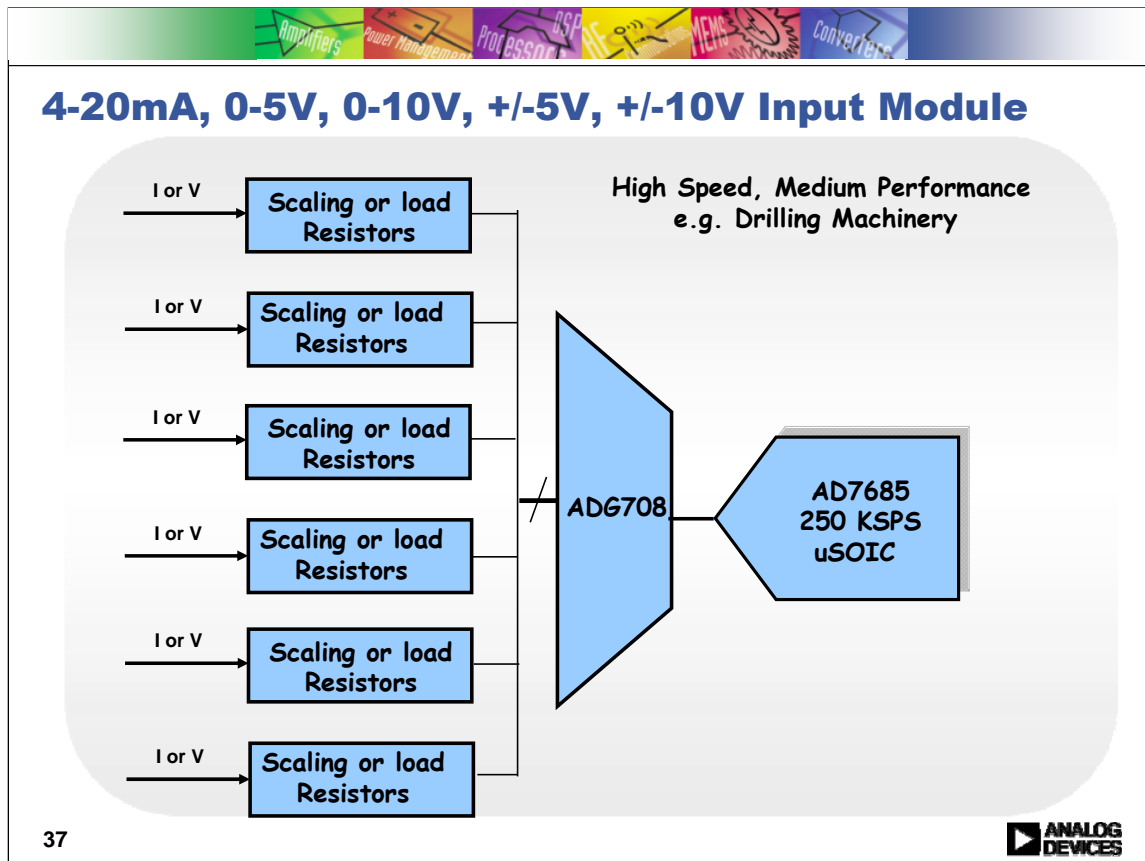 Amplifiers
Power Management
Processors
DSP
MEMS
Converters
4-20mA, 0-5V, 0-10V, +/-5V, +/-10V Input Module
High Speed, Medium Performance
e.g. Drilling Machinery
I or V
Scaling or load
Resistors
I or V
Scaling or load
Resistors
I or V
Scaling or load
Resistors
I or V
Scaling or load
Resistors
I or V
Scaling or load
Resistors
I or V
Scaling or load
Resistors
ADG708
AD7685
250 KSPS
uSOIC
37
ANALOG
DEVICES